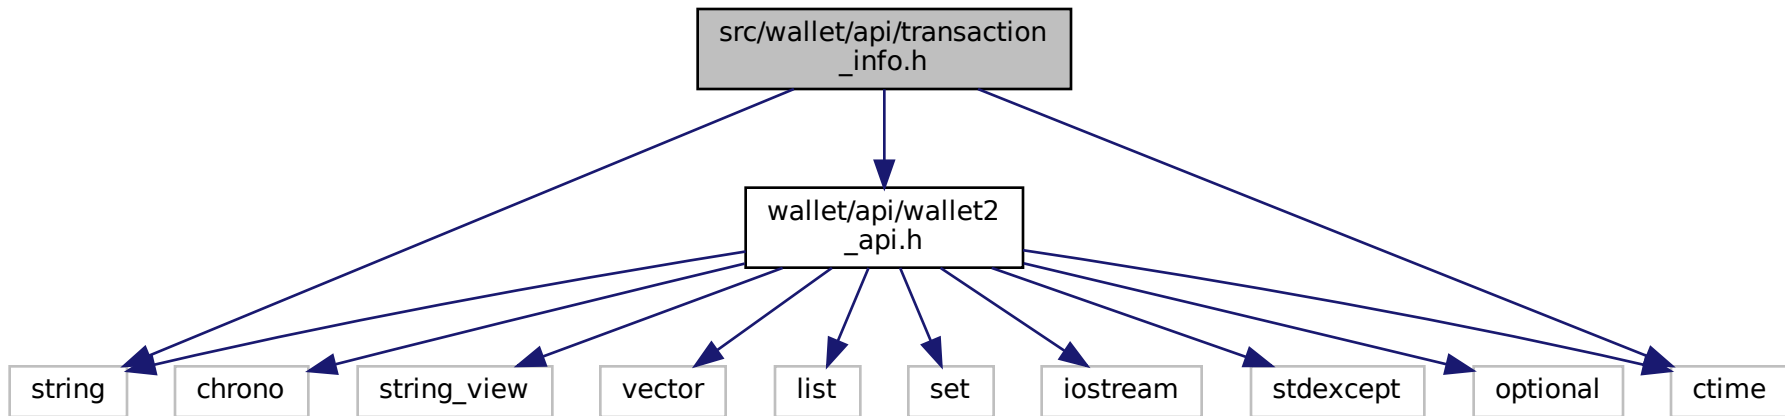 src/wallet/api/transaction
_info.h
wallet/api/wallet2
_api.h
string
chrono
string_view
vector
list
set
iostream
stdexcept
optional
ctime